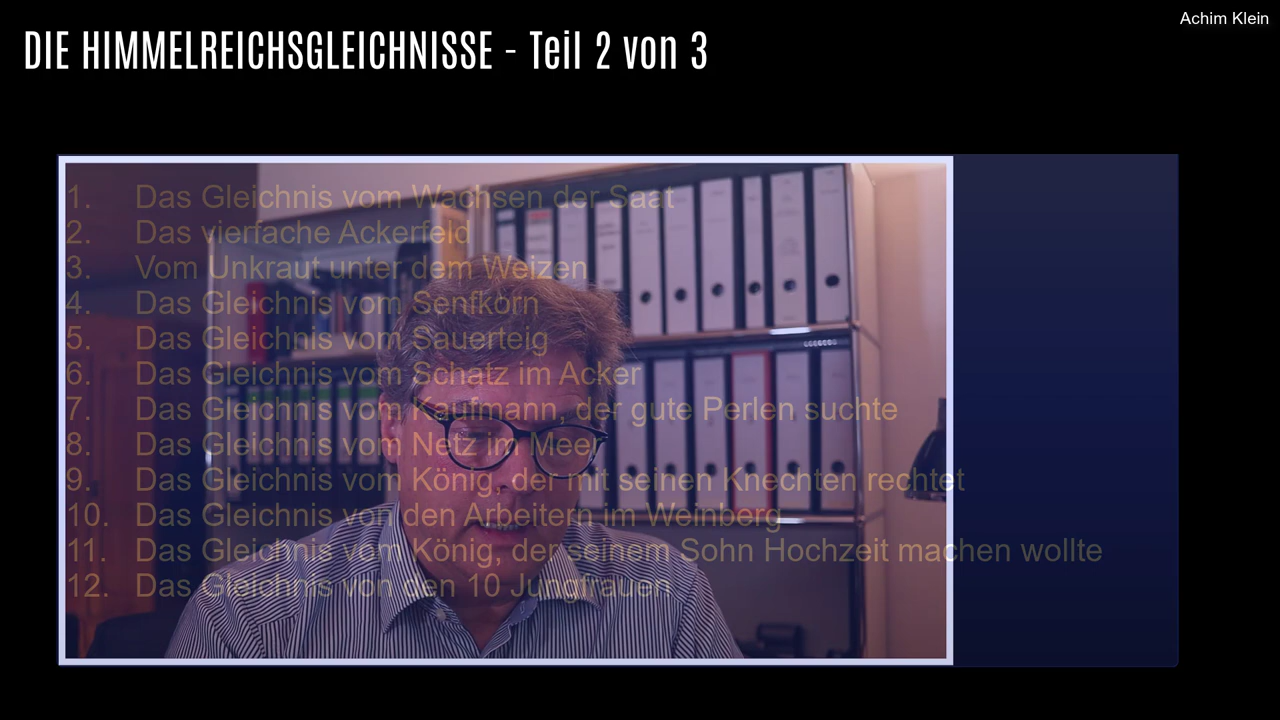 Achim Klein
DIE HIMMELREICHSGLEICHNISSE - Teil 2 von 3
1. Das Gleichnis vom Wachsen der Saat
2. Das vierfache Ackerfeld
3. Vom Unkraut unter dem Weizen
4. Das Gleichnis vom Senfkorn
5. Das Gleichnis vom Sauerteig
6. Das Gleichnis vom Schatz im Acker
7. Das Gleichnis vom Kaufmann, der gute Perlen suchte
8. Das Gleichnis vom Netz im Meer
9. Das Gleichnis vom König, der mit seinen Knechten rechtet
10. Das Gleichnis von den Arbeitern im Weinberg
11. Das Gleichnis vom König, der seinem Sohn Hochzeit machen wollte
12. Das Gleichnis von den 10 Jungfrauen